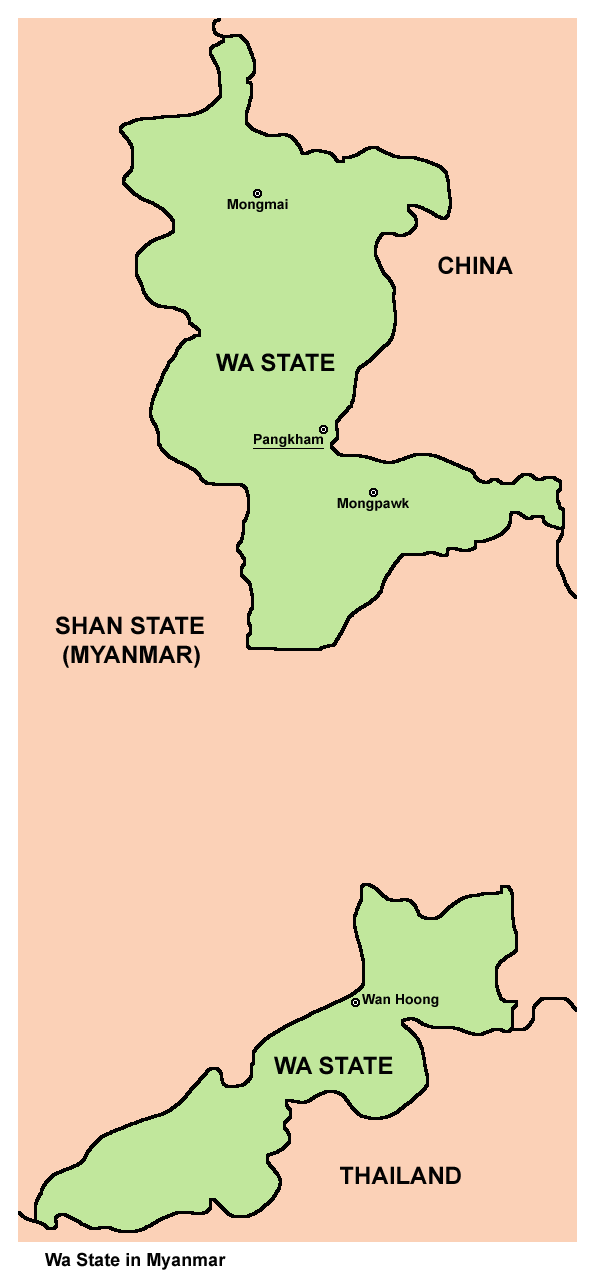 Mongmai
CHINA
WA STATE
Pangkham
Mongpawk
SHAN STATE
(MYANMAR)
Wan Hoong
WA STATE
THAILAND
Wa State in Myanmar